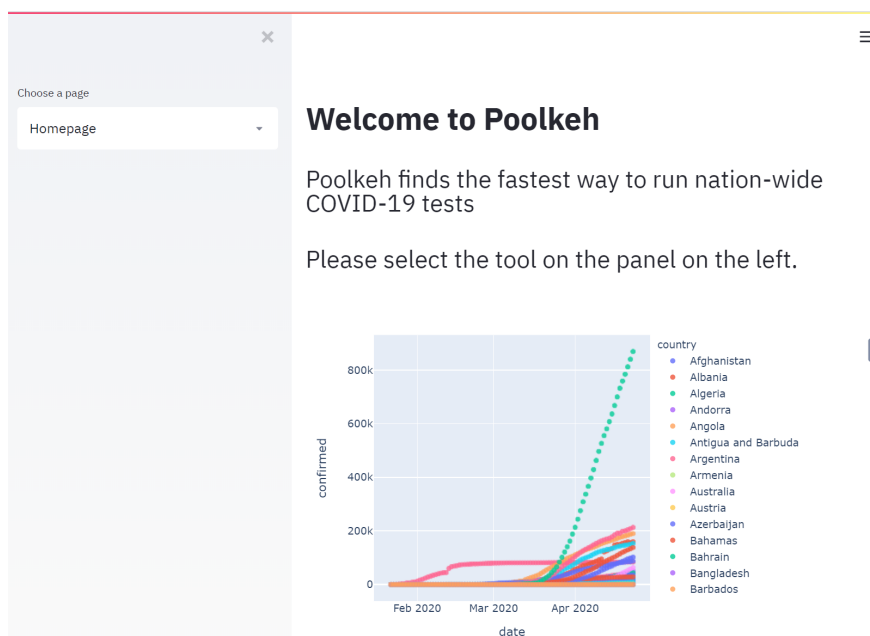 Choose a page
Homepage
Welcome to Poolkeh
Poolkeh finds the fastest way to run nation-wide
COVID-19 tests
Please select the tool on the panel on the left.
confirmed
800k
600k
400k
200k
0
Feb 2020
Mar 2020
Apr 2020
date
country
Afghanistan
Albania
Algeria
Andorra
Angola
Antigua and Barbuda
Argentina
Armenia
Australia
Austria
Azerbaijan
Bahamas
Bahrain
Bangladesh
Barbados